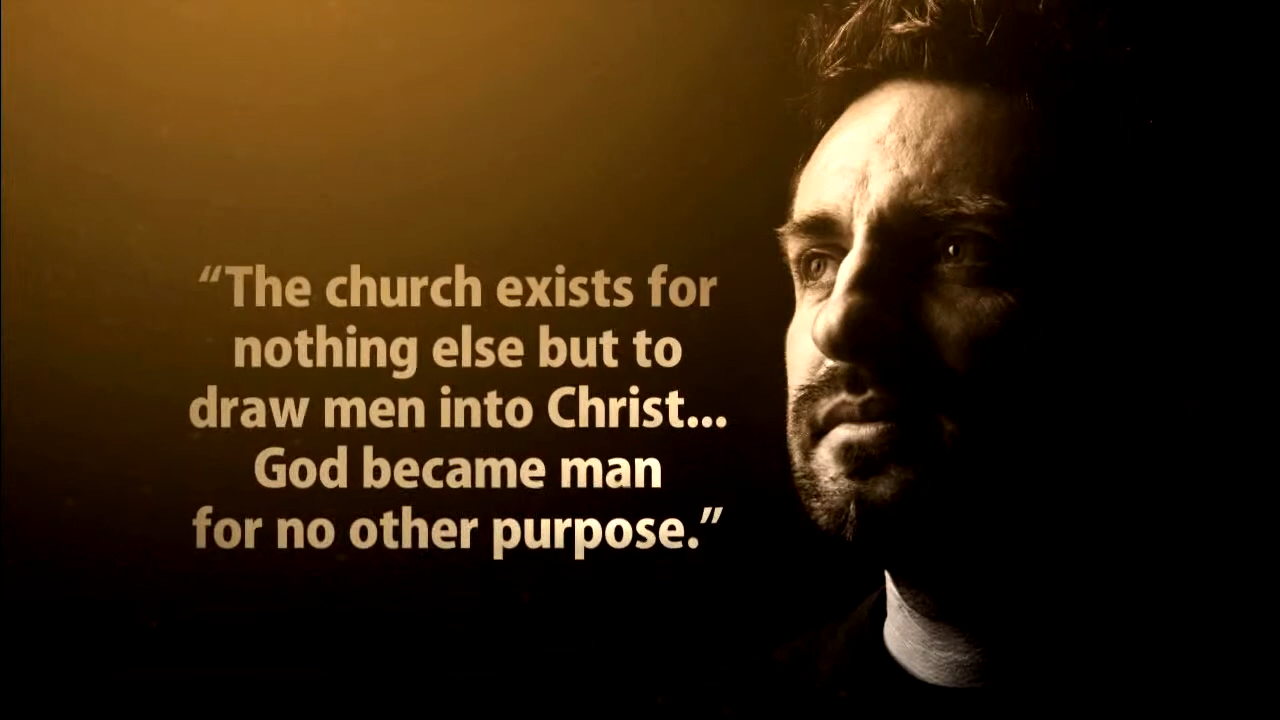 “The church exists for
nothing else but to
draw men into Christ...
God became man
for no other purpose.”